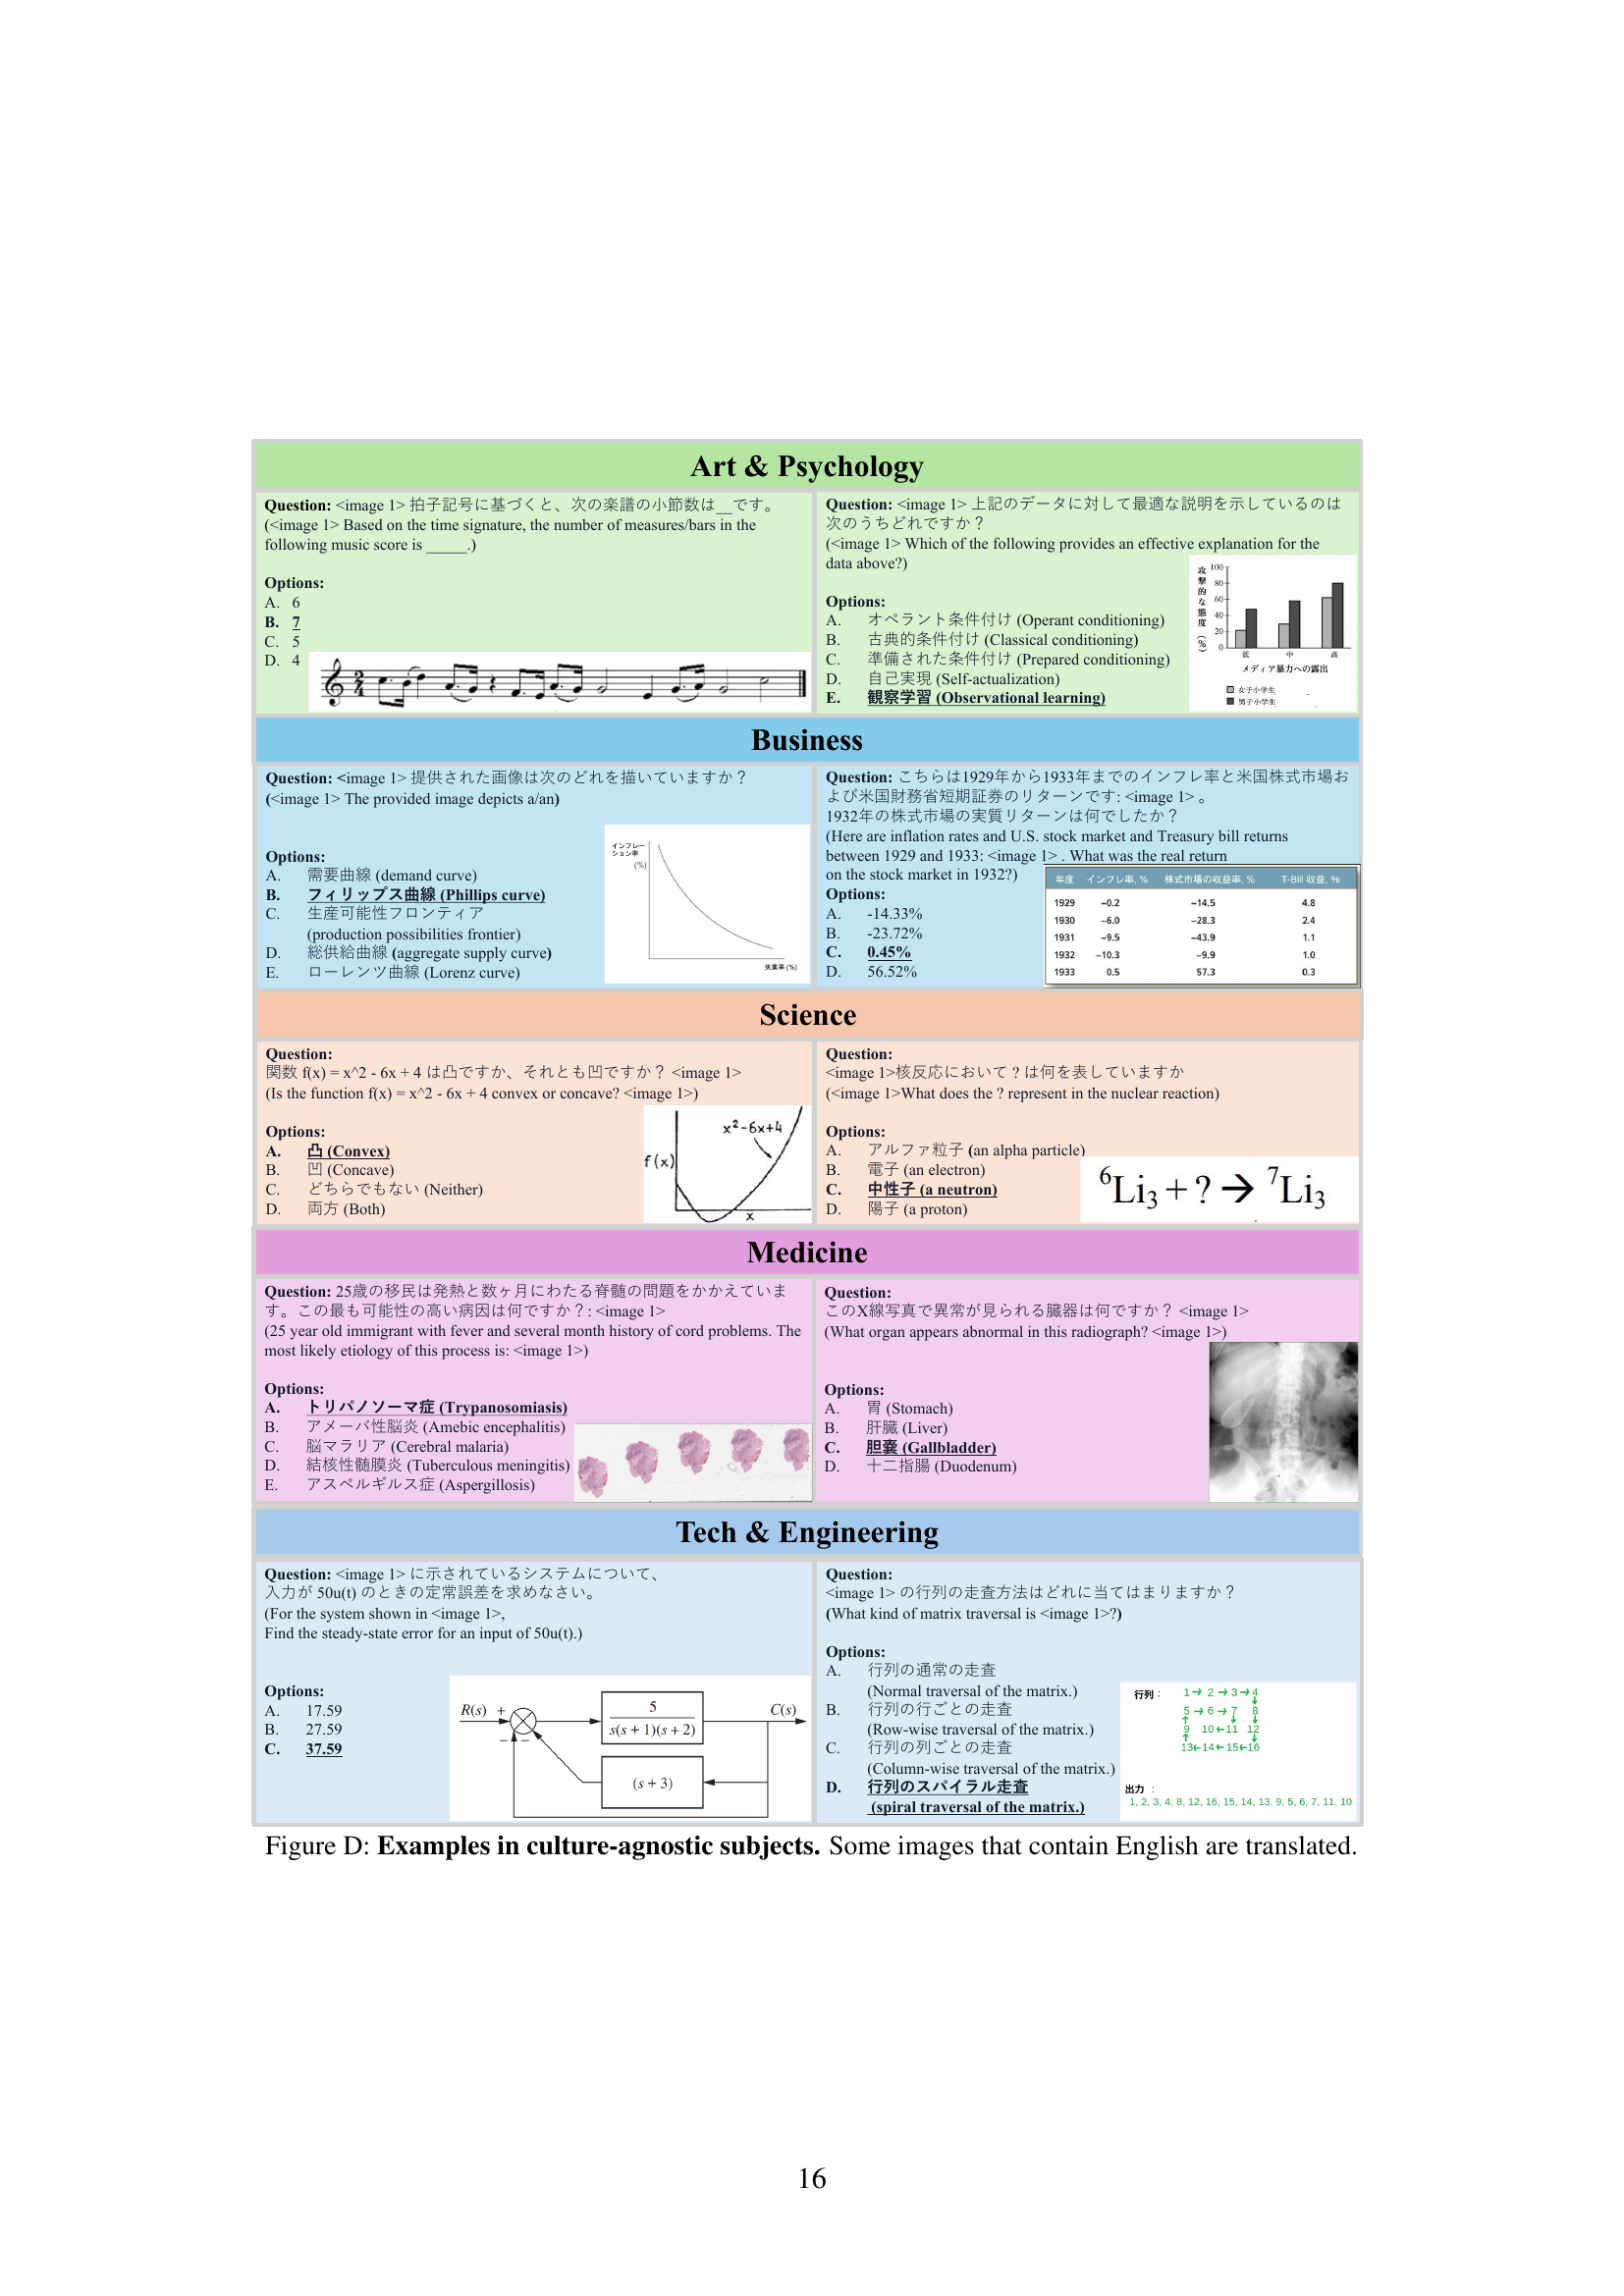 Art & Psychology
Question: <image 1> 拍子記号に基づくと、次の楽譜の小節数は__です。
(<image 1> Based on the time signature, the number of measures/bars in the
following music score is _____.)
Options:
A. 6
B. 7
C. 5
D. 4
Question: <image 1> 上記のデータに対して最適な説明を示しているのは
次のうちどれですか？
(<image 1> Which of the following provides an effective explanation for the
data above?)
Options:
A. オペラント条件付け (Operant conditioning)
B. 古典的条件付け (Classical conditioning)
C. 準備された条件付け (Prepared conditioning)
D. 自己実現 (Self-actualization)
E. 観察学習 (Observational learning)
攻撃的な態度 (%)
100
80
60
40
20
0
低 中 高
メディア暴力への露出
女子小学生
男子小学生
Business
Question: <image 1> 提供された画像は次のどれを描いていますか？
(<image 1> The provided image depicts a/an)
Options:
A. 需要曲線 (demand curve)
B. フィリップス曲線 (Phillips curve)
C. 生産可能性フロンティア
(production possibilities frontier)
D. 総供給曲線 (aggregate supply curve)
E. ローレンツ曲線 (Lorenz curve)
インフレー
ション率
(%)
失業率 (%)
Question: こちらは1929年から1933年までのインフレ率と米国株式市場お
よび米国財務省短期証券のリターンです: <image 1> 。
1932年の株式市場の実質リターンは何でしたか？
(Here are inflation rates and U.S. stock market and Treasury bill returns
between 1929 and 1933: <image 1> . What was the real return
on the stock market in 1932?)
Options:
A. -14.33%
B. -23.72%
C. 0.45%
D. 56.52%
年度 インフレ率, % 株式市場の収益率, % T-Bill 収益, %
1929 −0.2 −14.5 4.8
1930 −6.0 −28.3 2.4
1931 −9.5 −43.9 1.1
1932 −10.3 −9.9 1.0
1933 0.5 57.3 0.3
Science
Question:
関数 f(x) = x^2 - 6x + 4 は凸ですか、それとも凹ですか？ <image 1>
(Is the function f(x) = x^2 - 6x + 4 convex or concave? <image 1>)
Options:
A. 凸 (Convex)
B. 凹 (Concave)
C. どちらでもない (Neither)
D. 両方 (Both)
x²-6x+4
f(x)
x
Question:
<image 1>核反応において ? は何を表していますか
(<image 1>What does the ? represent in the nuclear reaction)
Options:
A. アルファ粒子 (an alpha particle)
B. 電子 (an electron)
C. 中性子 (a neutron)
D. 陽子 (a proton)
⁶Li₃ + ? → ⁷Li₃
Medicine
Question: 25歳の移民は発熱と数ヶ月にわたる脊髄の問題をかかえていま
す。この最も可能性の高い病因は何ですか？: <image 1>
(25 year old immigrant with fever and several month history of cord problems. The
most likely etiology of this process is: <image 1>)
Options:
A. トリパノソーマ症 (Trypanosomiasis)
B. アメーバ性脳炎 (Amebic encephalitis)
C. 脳マラリア (Cerebral malaria)
D. 結核性髄膜炎 (Tuberculous meningitis)
E. アスペルギルス症 (Aspergillosis)
Question:
このX線写真で異常が見られる臓器は何ですか？ <image 1>
(What organ appears abnormal in this radiograph? <image 1>)
Options:
A. 胃 (Stomach)
B. 肝臓 (Liver)
C. 胆嚢 (Gallbladder)
D. 十二指腸 (Duodenum)
Tech & Engineering
Question: <image 1> に示されているシステムについて、
入力が 50u(t) のときの定常誤差を求めなさい。
(For the system shown in <image 1>,
Find the steady-state error for an input of 50u(t).)
Options:
A. 17.59
B. 27.59
C. 37.59
R(s) +
− −
5
s(s + 1)(s + 2)
C(s)
(s + 3)
Question:
<image 1> の行列の走査方法はどれに当てはまりますか？
(What kind of matrix traversal is <image 1>?)
Options:
A. 行列の通常の走査
(Normal traversal of the matrix.)
B. 行列の行ごとの走査
(Row-wise traversal of the matrix.)
C. 行列の列ごとの走査
(Column-wise traversal of the matrix.)
D. 行列のスパイラル走査
(spiral traversal of the matrix.)
行列 : 1→ 2 → 3 → 4
5 → 6 → 7 8
9 10 ← 11 12
13← 14← 15←16
出力 :
1, 2, 3, 4, 8, 12, 16, 15, 14, 13, 9, 5, 6, 7, 11, 10
Figure D: Examples in culture-agnostic subjects. Some images that contain English are translated.
16